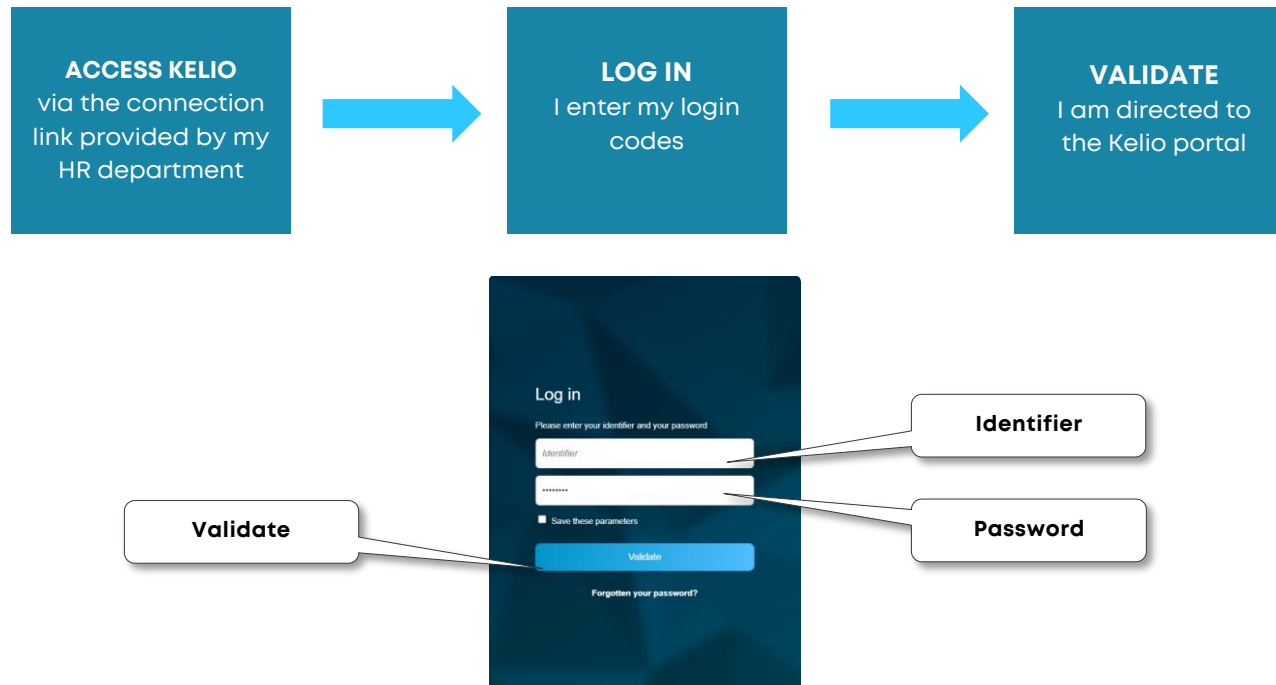 ACCESS KELIO
via the connection
link provided by my
HR department
LOG IN
I enter my login
codes
VALIDATE
I am directed to
the Kelio portal
Log in
Please enter your identifier and your password
Identifier
••••••••
Save these parameters
Validate
Forgotten your password?
Identifier
Password
Validate